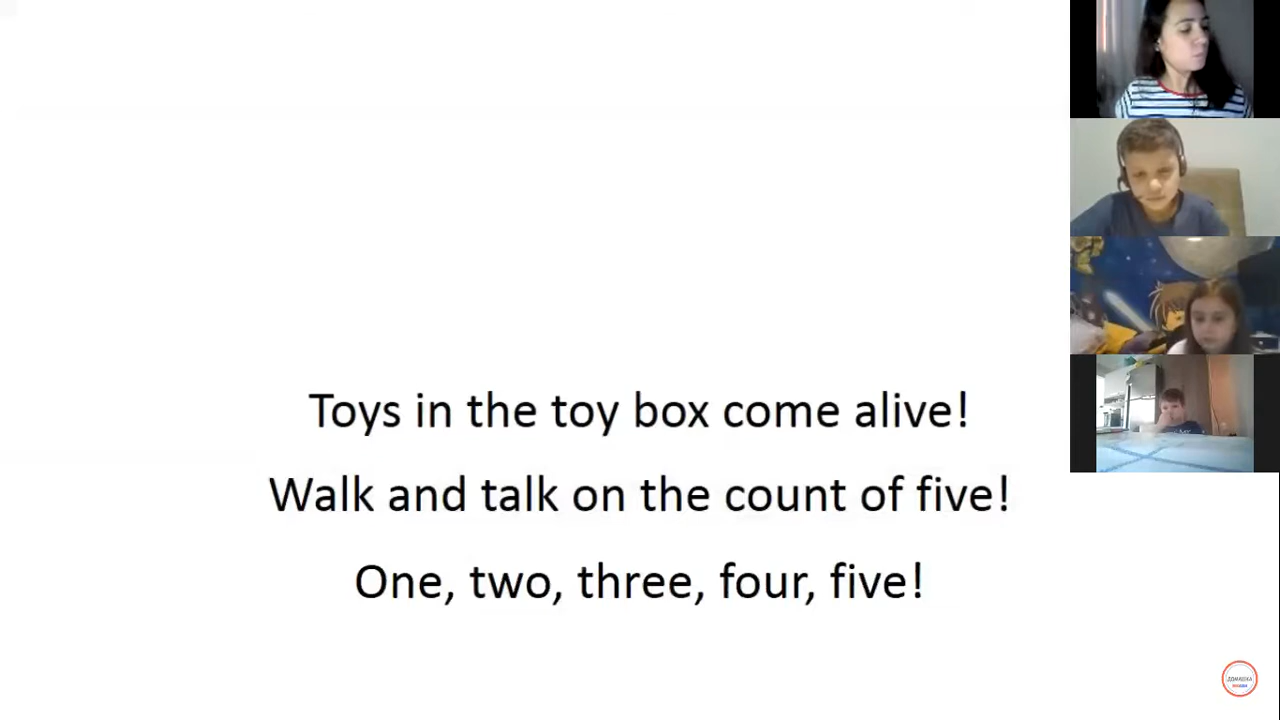 Toys in the toy box come alive!
Walk and talk on the count of five!
One, two, three, four, five!
ДОМАШКА